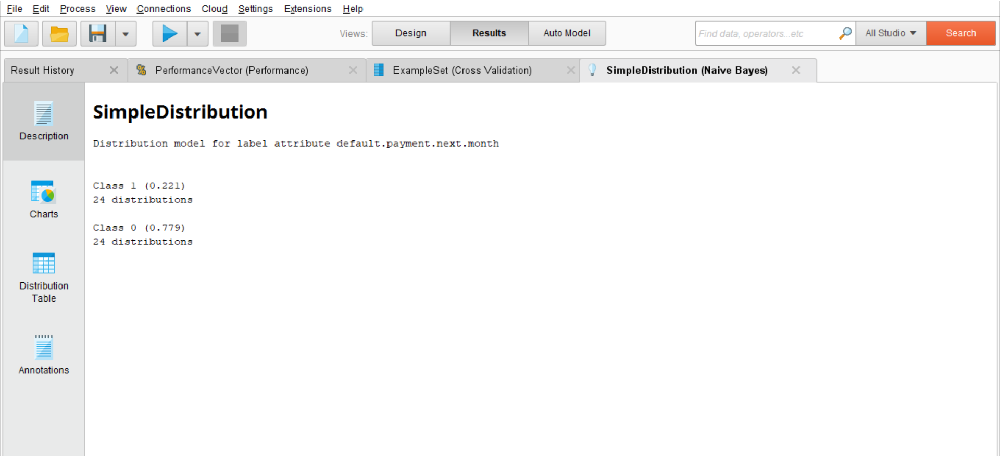 File Edit Process View Connections Cloud Settings Extensions Help
Views: Design Results Auto Model Find data, operators...etc All Studio Search
Result History PerformanceVector (Performance) ExampleSet (Cross Validation) SimpleDistribution (Naive Bayes)
Description
Charts
Distribution
Table
Annotations
SimpleDistribution
Distribution model for label attribute default.payment.next.month
Class 1 (0.221)
24 distributions
Class 0 (0.779)
24 distributions